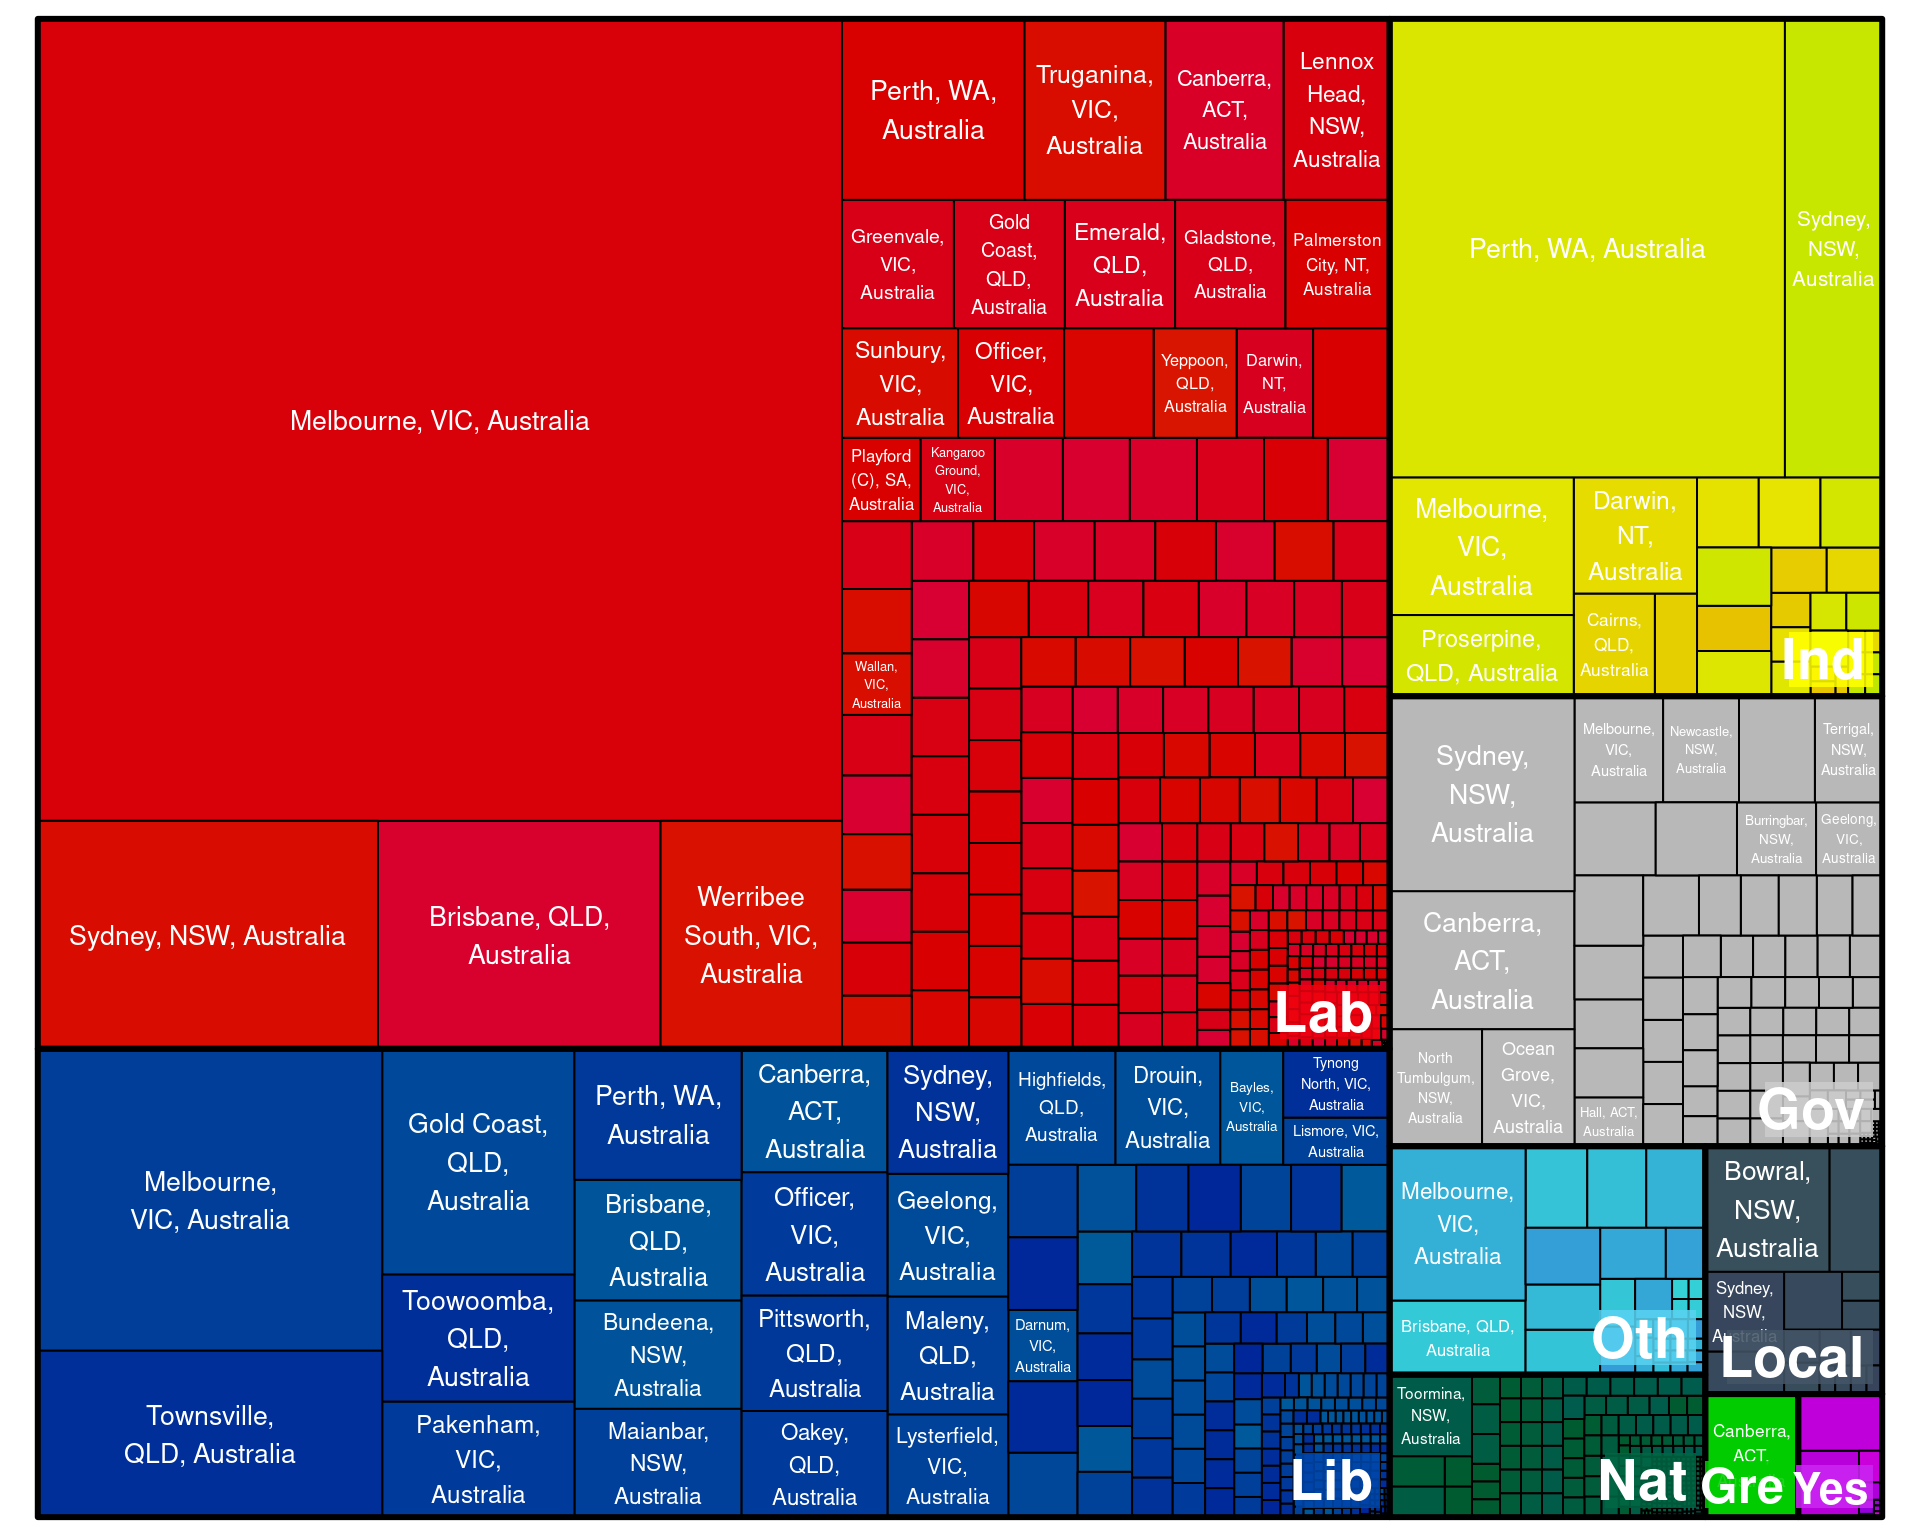 Melbourne, VIC, Australia
Sydney, NSW, Australia
Brisbane, QLD,
Australia
Werribee
South, VIC,
Australia
Perth, WA,
Australia
Truganina,
VIC,
Australia
Canberra,
ACT,
Australia
Lennox
Head,
NSW,
Australia
Greenvale,
VIC,
Australia
Gold
Coast,
QLD,
Australia
Emerald,
QLD,
Australia
Gladstone,
QLD,
Australia
Palmerston
City, NT,
Australia
Sunbury,
VIC,
Australia
Officer,
VIC,
Australia
Yeppoon,
QLD,
Australia
Darwin,
NT,
Australia
Playford
(C), SA,
Australia
Kangaroo
Ground,
VIC,
Australia
Wallan,
VIC,
Australia
Lab
Melbourne,
VIC, Australia
Townsville,
QLD, Australia
Gold Coast,
QLD,
Australia
Toowoomba,
QLD,
Australia
Pakenham,
VIC,
Australia
Perth, WA,
Australia
Brisbane,
QLD,
Australia
Bundeena,
NSW,
Australia
Maianbar,
NSW,
Australia
Canberra,
ACT,
Australia
Officer,
VIC,
Australia
Pittsworth,
QLD,
Australia
Oakey,
QLD,
Australia
Sydney,
NSW,
Australia
Geelong,
VIC,
Australia
Maleny,
QLD,
Australia
Lysterfield,
VIC,
Australia
Highfields,
QLD,
Australia
Drouin,
VIC,
Australia
Bayles,
VIC,
Australia
Tynong
North, VIC,
Australia
Lismore, VIC,
Australia
Darnum,
VIC,
Australia
Lib
Perth, WA, Australia
Sydney,
NSW,
Australia
Melbourne,
VIC,
Australia
Proserpine,
QLD, Australia
Darwin,
NT,
Australia
Cairns,
QLD,
Australia
Ind
Sydney,
NSW,
Australia
Canberra,
ACT,
Australia
North
Tumbulgum,
NSW,
Australia
Ocean
Grove,
VIC,
Australia
Melbourne,
VIC,
Australia
Newcastle,
NSW,
Australia
Terrigal,
NSW,
Australia
Burringbar,
NSW,
Australia
Geelong,
VIC,
Australia
Hall, ACT,
Australia
Gov
Melbourne,
VIC,
Australia
Brisbane, QLD,
Australia
Oth
Bowral,
NSW,
Australia
Sydney,
NSW,
Australia
Local
Toormina,
NSW,
Australia
Nat
Canberra,
ACT,
Gre
Yes